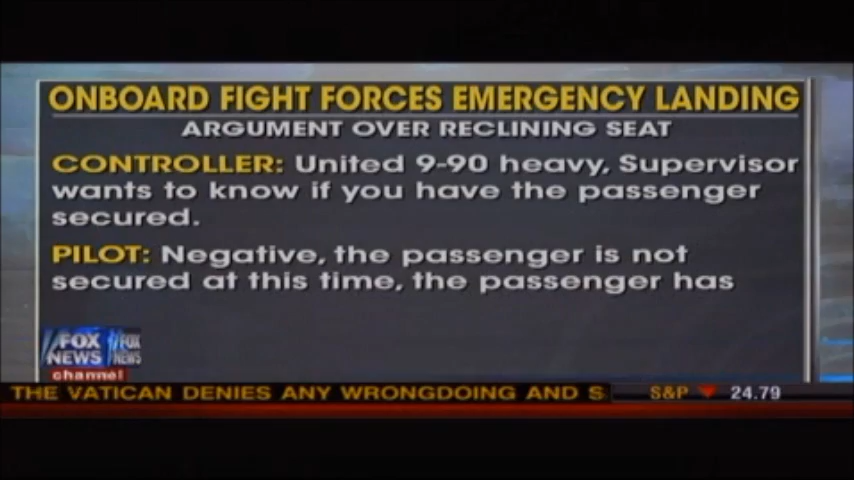 ONBOARD FIGHT FORCES EMERGENCY LANDING
ARGUMENT OVER RECLINING SEAT
CONTROLLER: United 9-90 heavy, Supervisor
wants to know if you have the passenger
secured.
PILOT: Negative, the passenger is not
secured at this time, the passenger has
FOX NEWS channel
FOX NEWS
THE VATICAN DENIES ANY WRONGDOING AND S
S&P ▼ 24.79